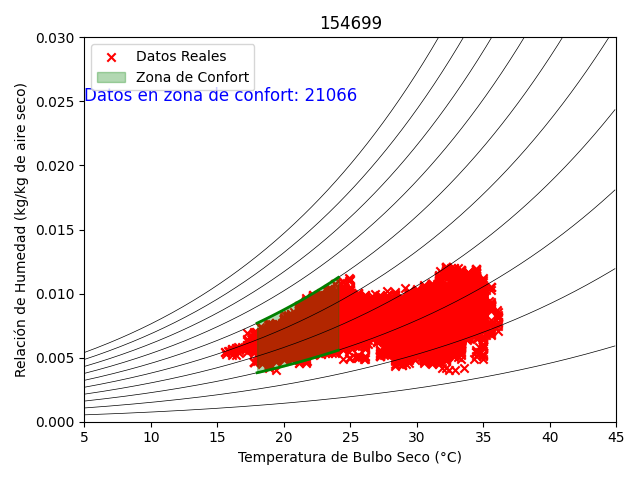 154699
Datos Reales
Zona de Confort
Datos en zona de confort: 21066
Relación de Humedad (kg/kg de aire seco)
0.030
0.025
0.020
0.015
0.010
0.005
0.000
5 10 15 20 25 30 35 40 45
Temperatura de Bulbo Seco (°C)